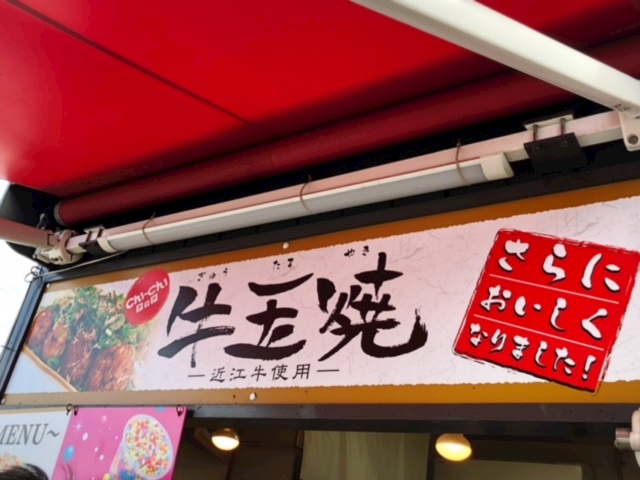 Chi-Chi
ぎゅう たま やき
牛玉焼
—近江牛使用—
さらに
おいしく
なりました!
MENU~